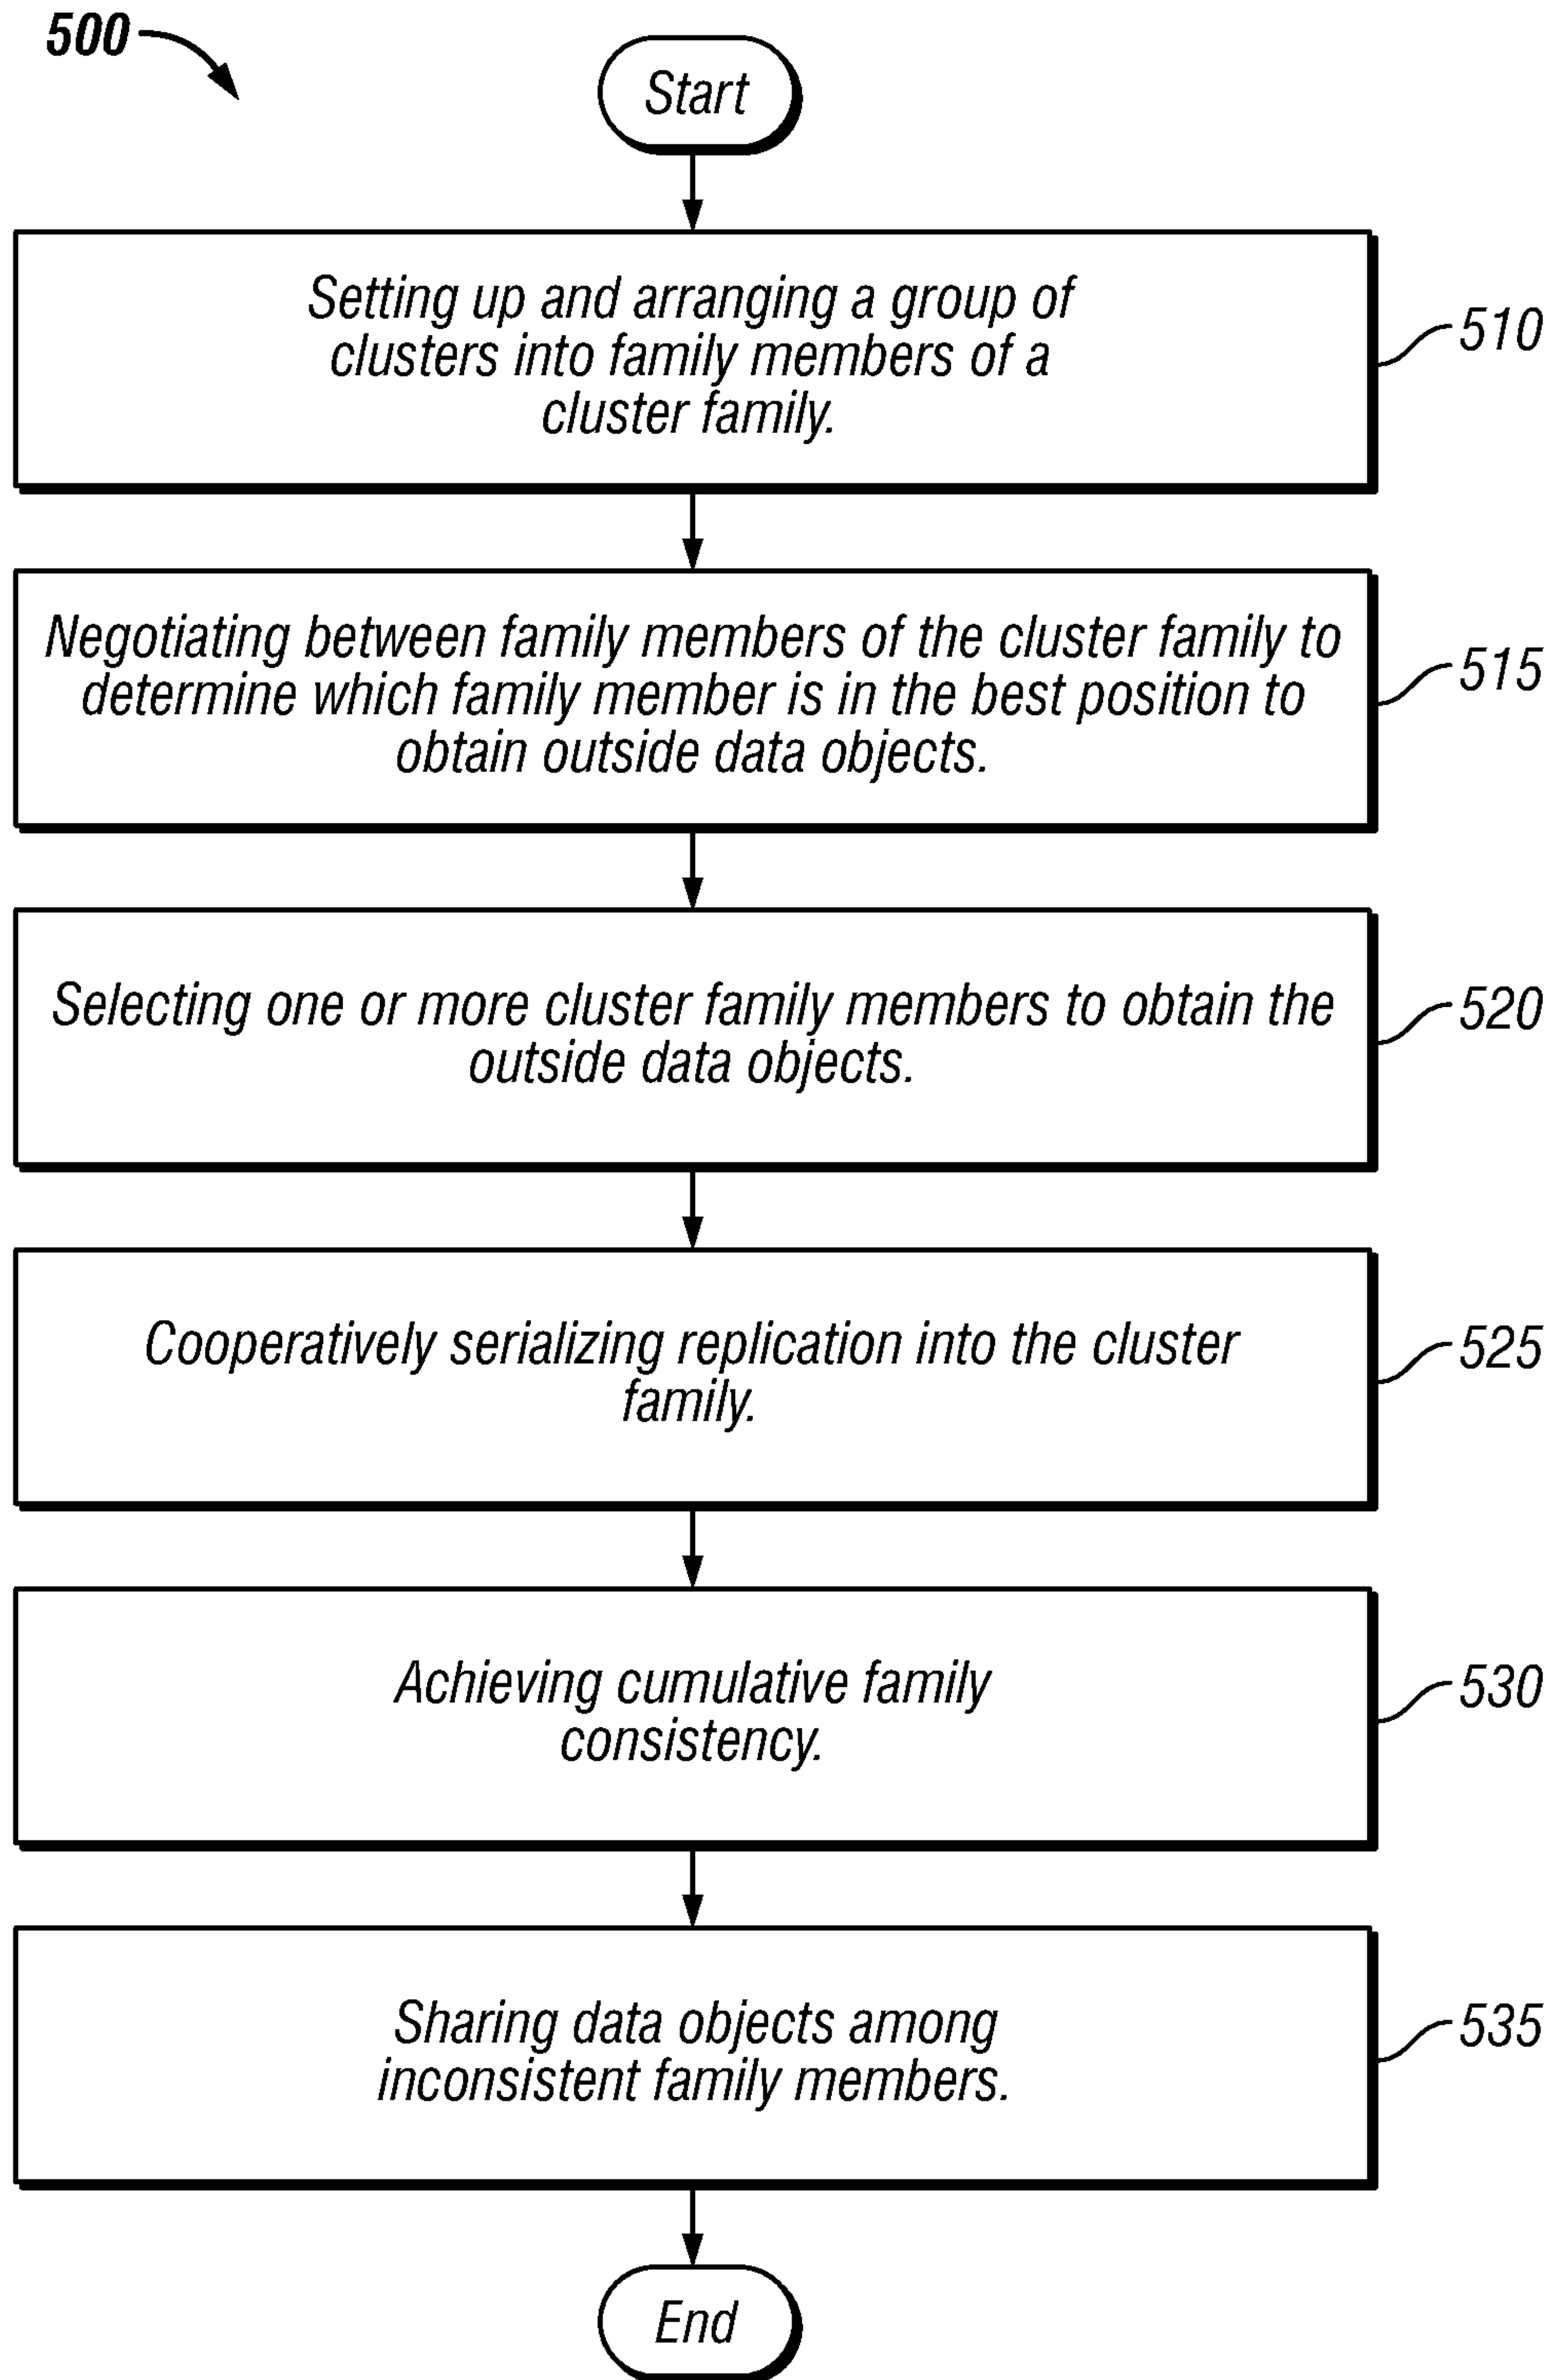 500
Start
Setting up and arranging a group of
clusters into family members of a
cluster family.
510
Negotiating between family members of the cluster family to
determine which family member is in the best position to
obtain outside data objects.
515
Selecting one or more cluster family members to obtain the
outside data objects.
520
Cooperatively serializing replication into the cluster
family.
525
Achieving cumulative family
consistency.
530
Sharing data objects among
inconsistent family members.
535
End